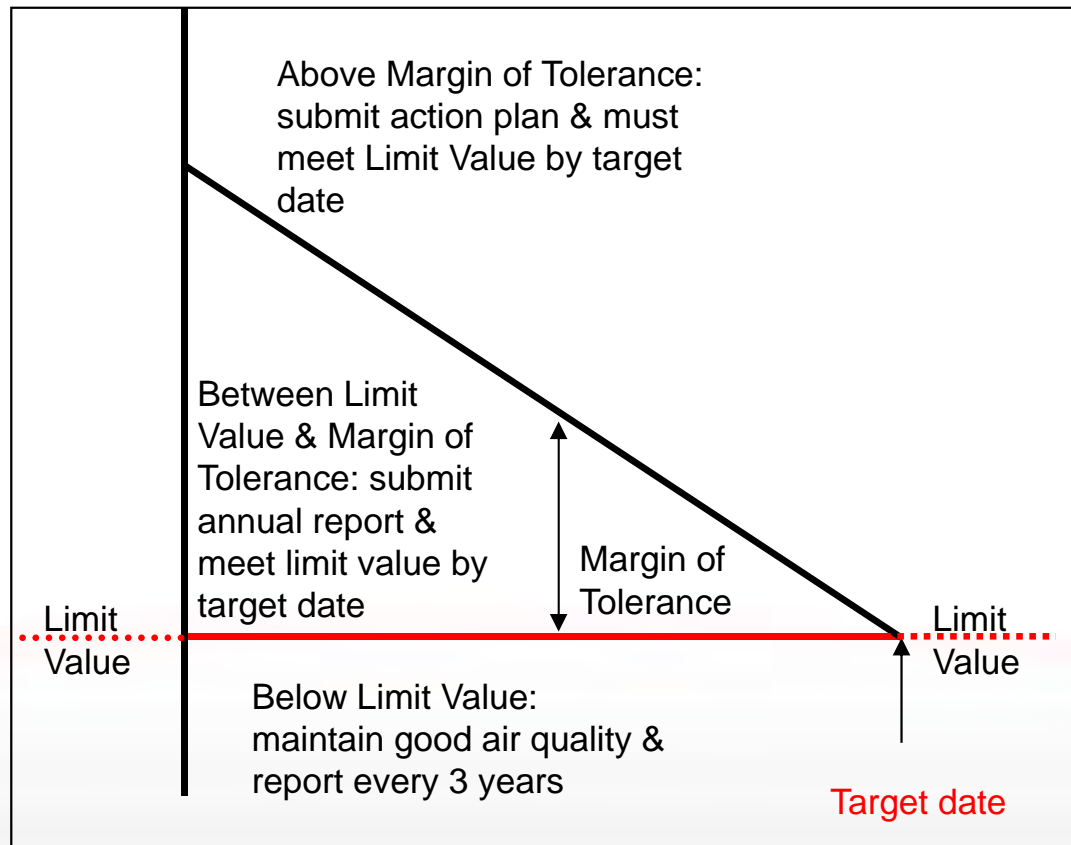 Above Margin of Tolerance:
submit action plan & must
meet Limit Value by target
date
Between Limit
Value & Margin of
Tolerance: submit
annual report &
meet limit value by
target date
Margin of
Tolerance
Limit
Value
Limit
Value
Below Limit Value:
maintain good air quality &
report every 3 years
Target date